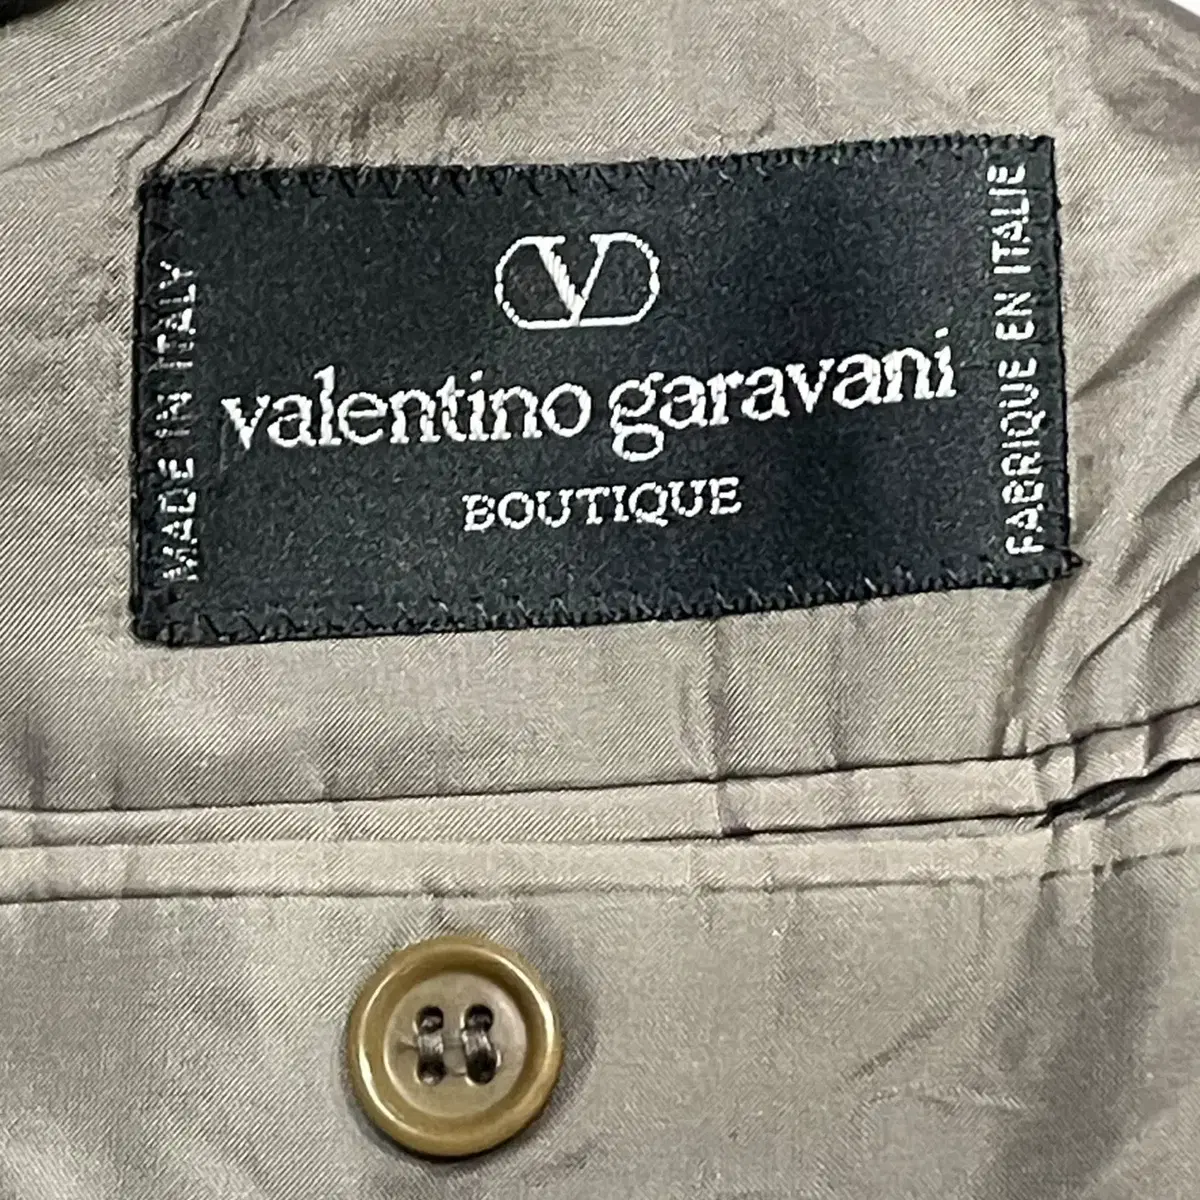 MADE IN ITALY
V
valentino garavani
BOUTIQUE
FABRIQUE EN ITALIE